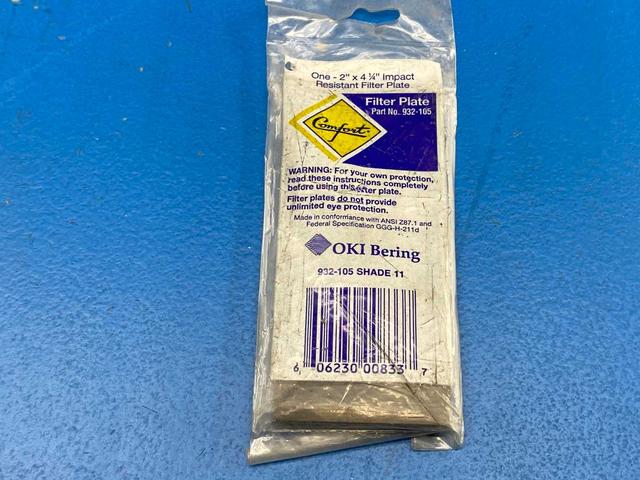 One - 2" x 4 ¼" Impact
Resistant Filter Plate
Filter Plate
Part No. 932-105
Comfort
WARNING: For your own protection,
read these instructions completely
before using this filter plate.
Filter plates do not provide
unlimited eye protection.
Made in conformance with ANSI Z87.1 and
Federal Specification GGG-H-211d
OKI Bering
932-105 SHADE 11
6 06230 00833 7